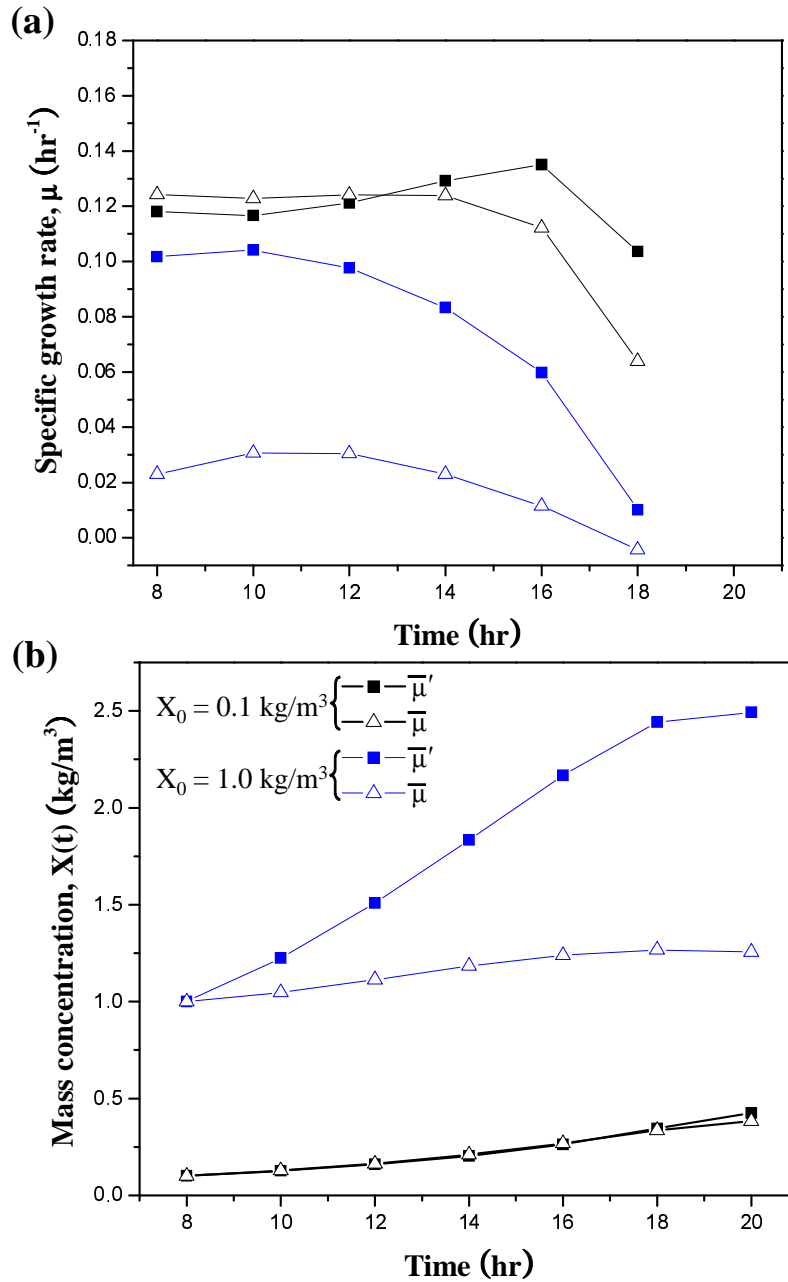 (a)
Specific growth rate, μ (hr⁻¹)
0.18
0.16
0.14
0.12
0.10
0.08
0.06
0.04
0.02
0.00
8 10 12 14 16 18 20
Time (hr)
(b)
Mass concentration, X(t) (kg/m³)
2.5
2.0
1.5
1.0
0.5
0.0
X₀ = 0.1 kg/m³ { μ̅′
μ̅
X₀ = 1.0 kg/m³ { μ̅′
μ̅
8 10 12 14 16 18 20
Time (hr)